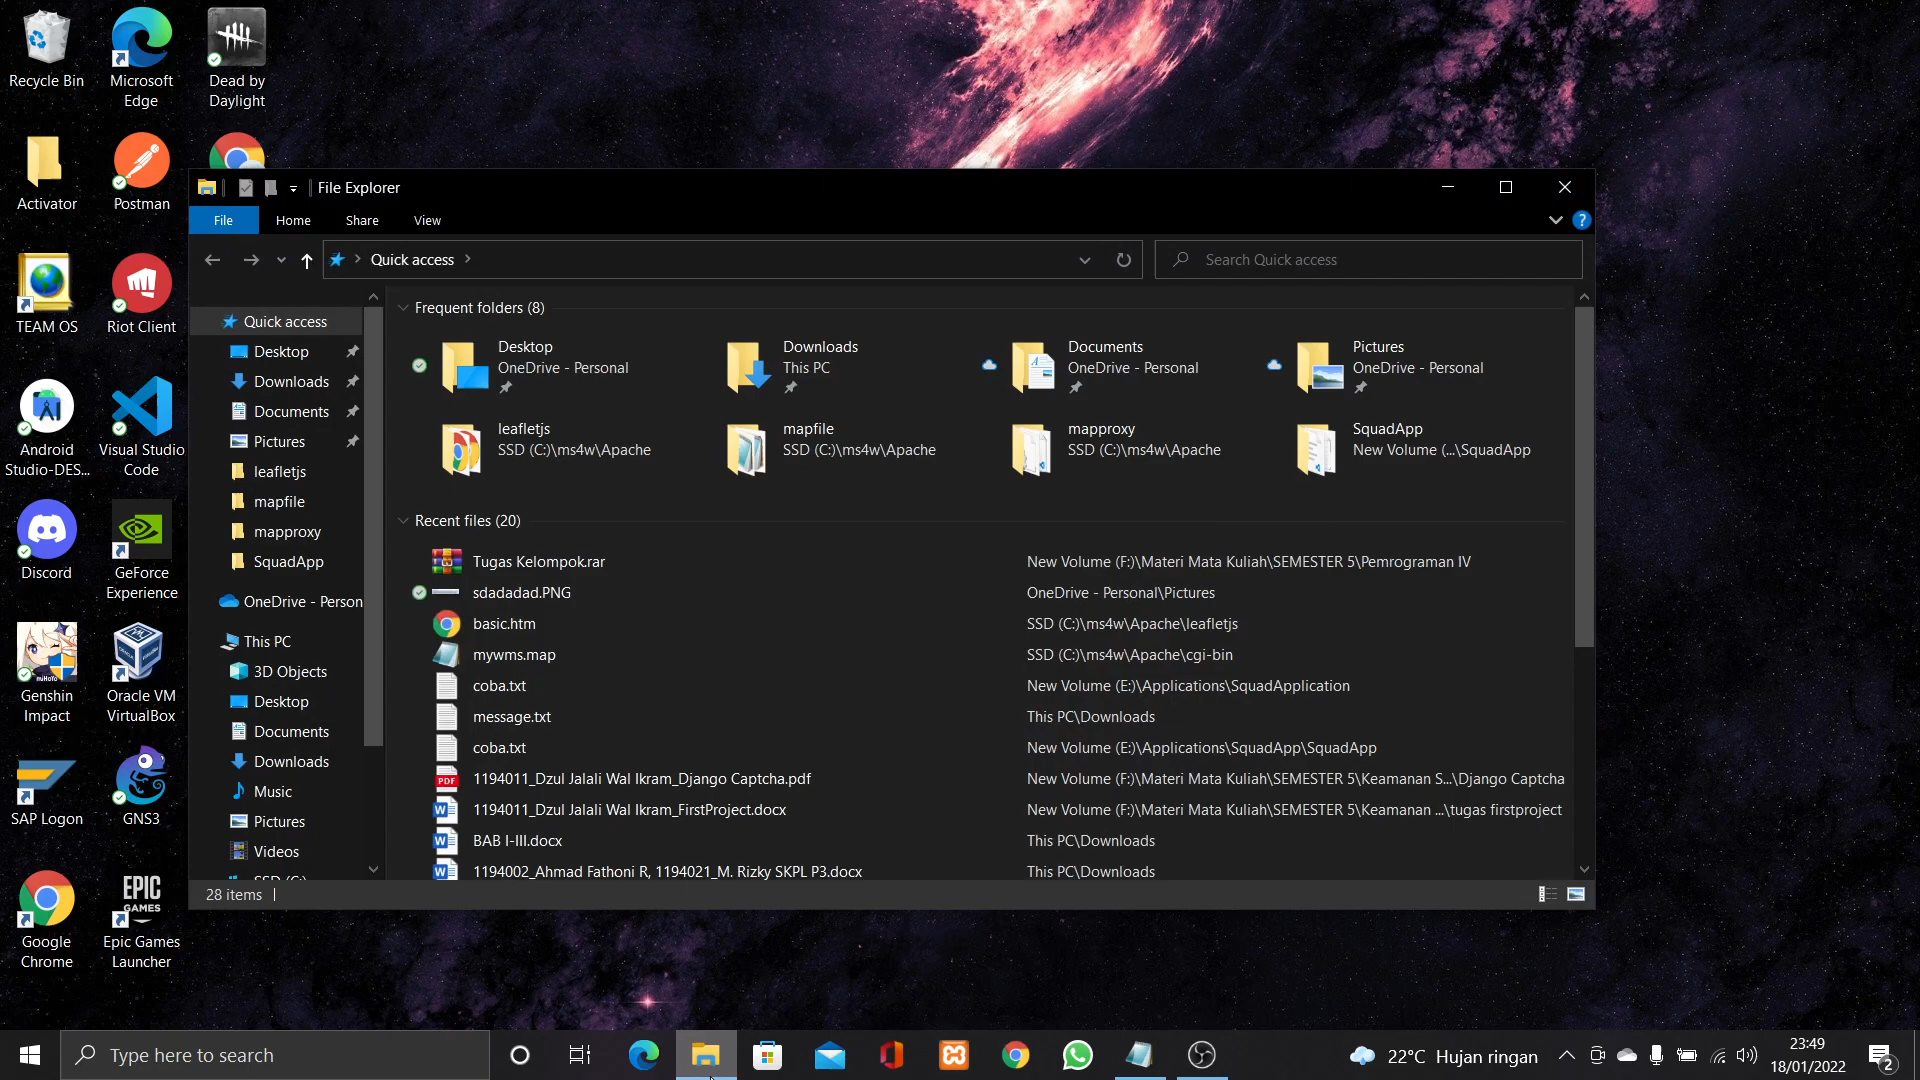 Recycle Bin
Microsoft
Edge
Dead by
Daylight
Activator
Postman
TEAM OS
Riot Client
Android
Studio-DES...
Visual Studio
Code
Discord
GeForce
Experience
Genshin
Impact
Oracle VM
VirtualBox
SAP Logon
GNS3
Google
Chrome
EPIC
GAMES
Epic Games
Launcher
File Explorer
File
Home
Share
View
Quick access
Search Quick access
Quick access
Desktop
Downloads
Documents
Pictures
leafletjs
mapfile
mapproxy
SquadApp
OneDrive - Person
This PC
3D Objects
Desktop
Documents
Downloads
Music
Pictures
Videos
SSD (C:)
Frequent folders (8)
Desktop
OneDrive - Personal
Downloads
This PC
Documents
OneDrive - Personal
Pictures
OneDrive - Personal
leafletjs
SSD (C:)\ms4w\Apache
mapfile
SSD (C:)\ms4w\Apache
mapproxy
SSD (C:)\ms4w\Apache
SquadApp
New Volume (...\SquadApp
Recent files (20)
Tugas Kelompok.rar New Volume (F:)\Materi Mata Kuliah\SEMESTER 5\Pemrograman IV
sdadadad.PNG OneDrive - Personal\Pictures
basic.htm SSD (C:)\ms4w\Apache\leafletjs
mywms.map SSD (C:)\ms4w\Apache\cgi-bin
coba.txt New Volume (E:)\Applications\SquadApplication
message.txt This PC\Downloads
coba.txt New Volume (E:)\Applications\SquadApp\SquadApp
PDF 1194011_Dzul Jalali Wal Ikram_Django Captcha.pdf New Volume (F:)\Materi Mata Kuliah\SEMESTER 5\Keamanan S...\Django Captcha
1194011_Dzul Jalali Wal Ikram_FirstProject.docx New Volume (F:)\Materi Mata Kuliah\SEMESTER 5\Keamanan ...\tugas firstproject
BAB I-III.docx This PC\Downloads
1194002_Ahmad Fathoni R, 1194021_M. Rizky SKPL P3.docx This PC\Downloads
28 items
Type here to search
22°C Hujan ringan
23:49
18/01/2022
2